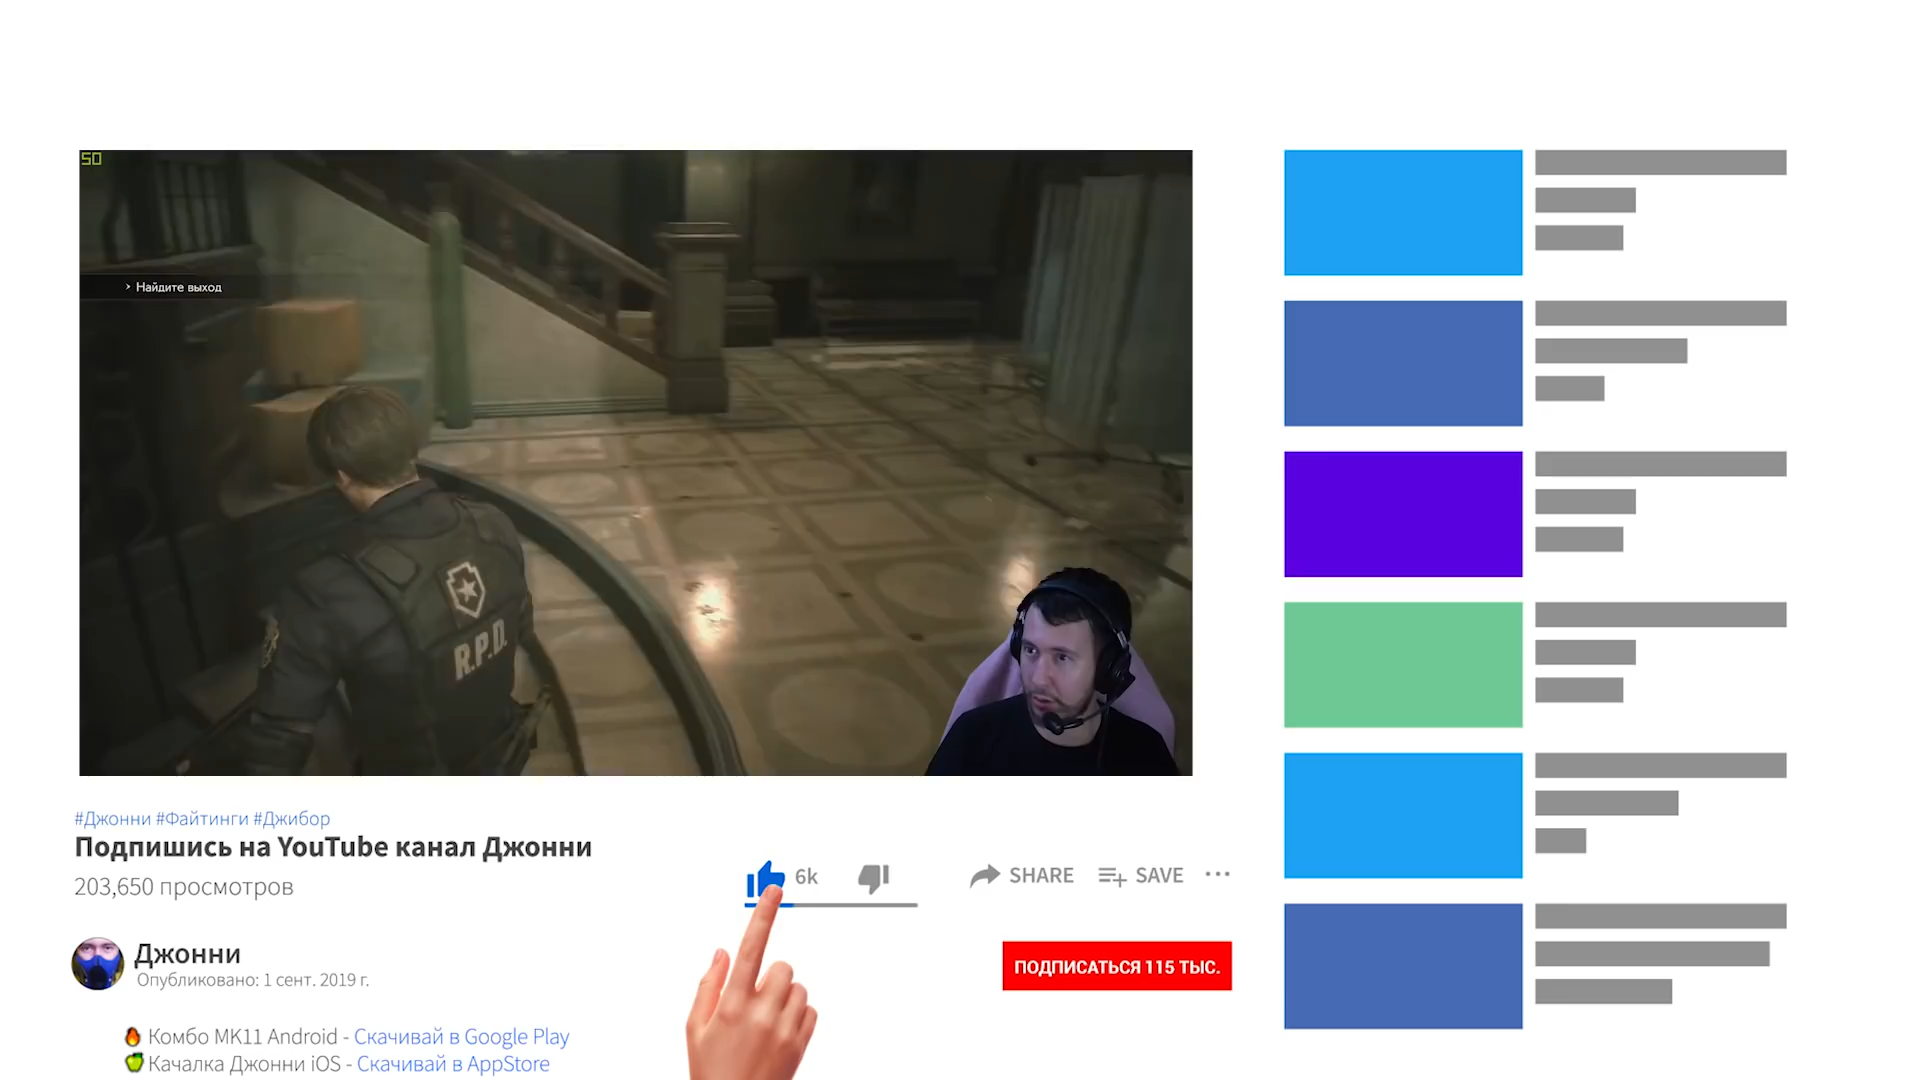 50
› Найдите выход
R.P.D.
#Джонни #Файтинги #Джибор
Подпишись на YouTube канал Джонни
203,650 просмотров
6k
SHARE
SAVE
Джонни
Опубликовано: 1 сент. 2019 г.
ПОДПИСАТЬСЯ 115 ТЫС.
Комбо MK11 Android - Скачивай в Google Play
Качалка Джонни iOS - Скачивай в AppStore